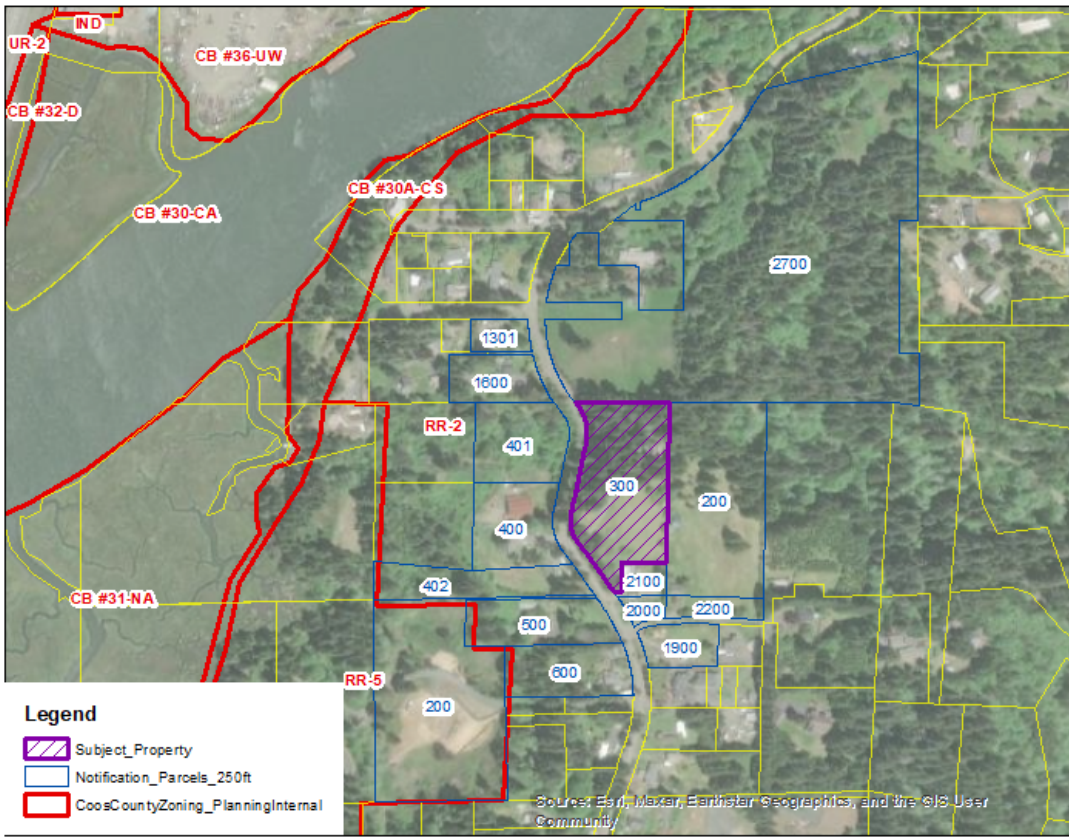 IND
UR-2
CB #36-UW
CB #32-D
CB #30A-CS
CB #30-CA
2700
1301
1600
RR-2
401
300
200
400
2100
402
CB #31-NA
2000
2200
500
1900
600
RR-5
200
Legend
Subject_Property
Notification_Parcels_250ft
CoosCountyZoning_PlanningInternal
Source: Esri, Maxar, Earthstar Geographics, and the GIS User
Community